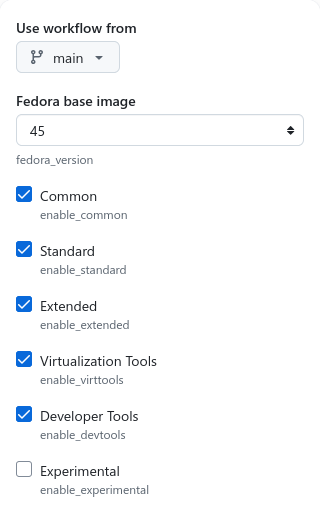 Use workflow from
main
Fedora base image
45
fedora_version
Common
enable_common
Standard
enable_standard
Extended
enable_extended
Virtualization Tools
enable_virttools
Developer Tools
enable_devtools
Experimental
enable_experimental